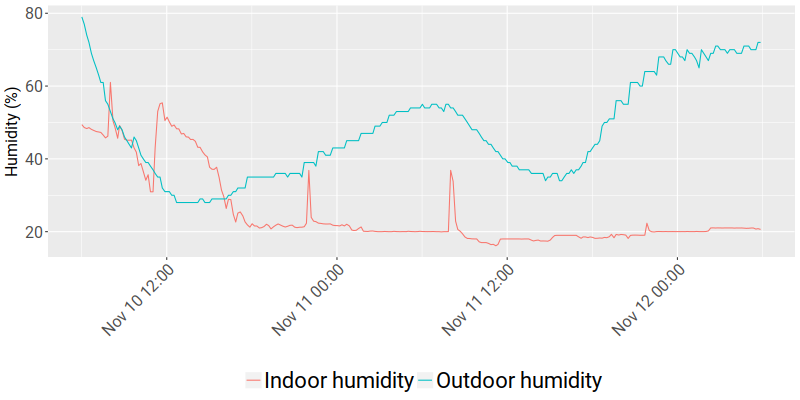 Humidity (%)
80
60
40
20
Nov 10 12:00
Nov 11 00:00
Nov 11 12:00
Nov 12 00:00
Indoor humidity
Outdoor humidity